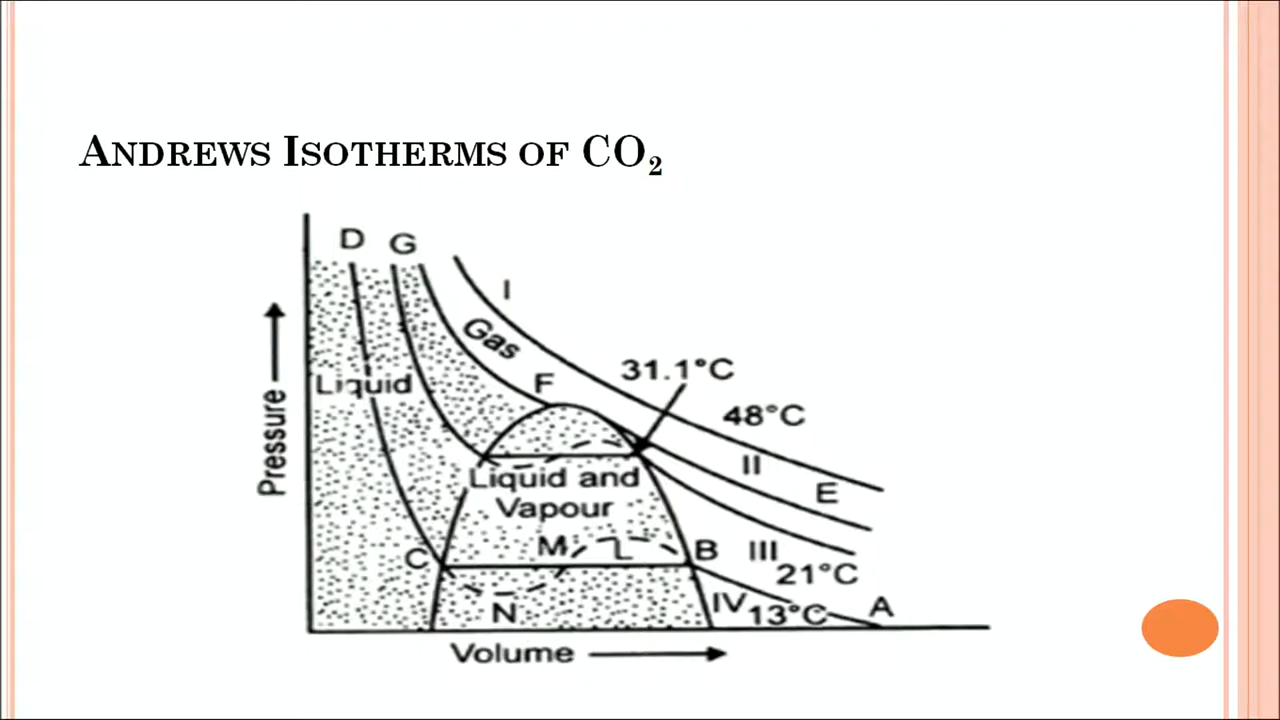 ANDREWS ISOTHERMS OF CO₂
D G
I
Gas
31.1°C
Liquid
F
48°C
Pressure
II
E
Liquid and
Vapour
C
M
L
B
III
21°C
N
IV
13°C
A
Volume